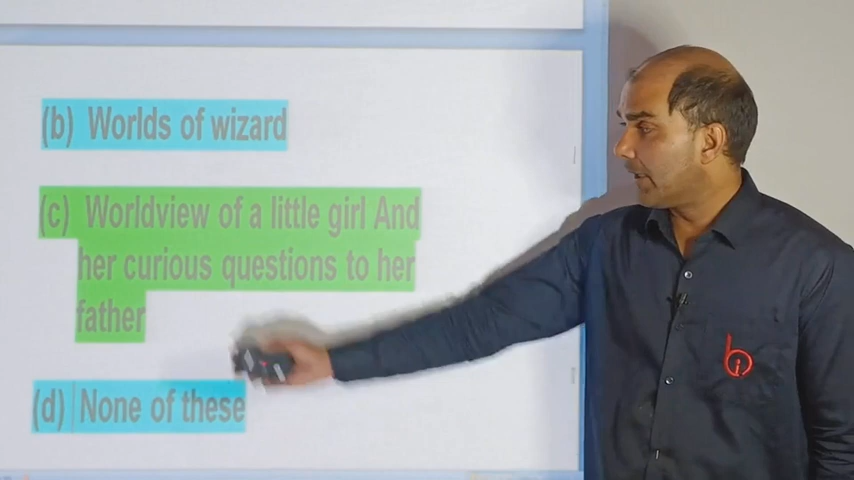 (b) Worlds of wizard
(c) Worldview of a little girl And
her curious questions to her
father
(d) None of these